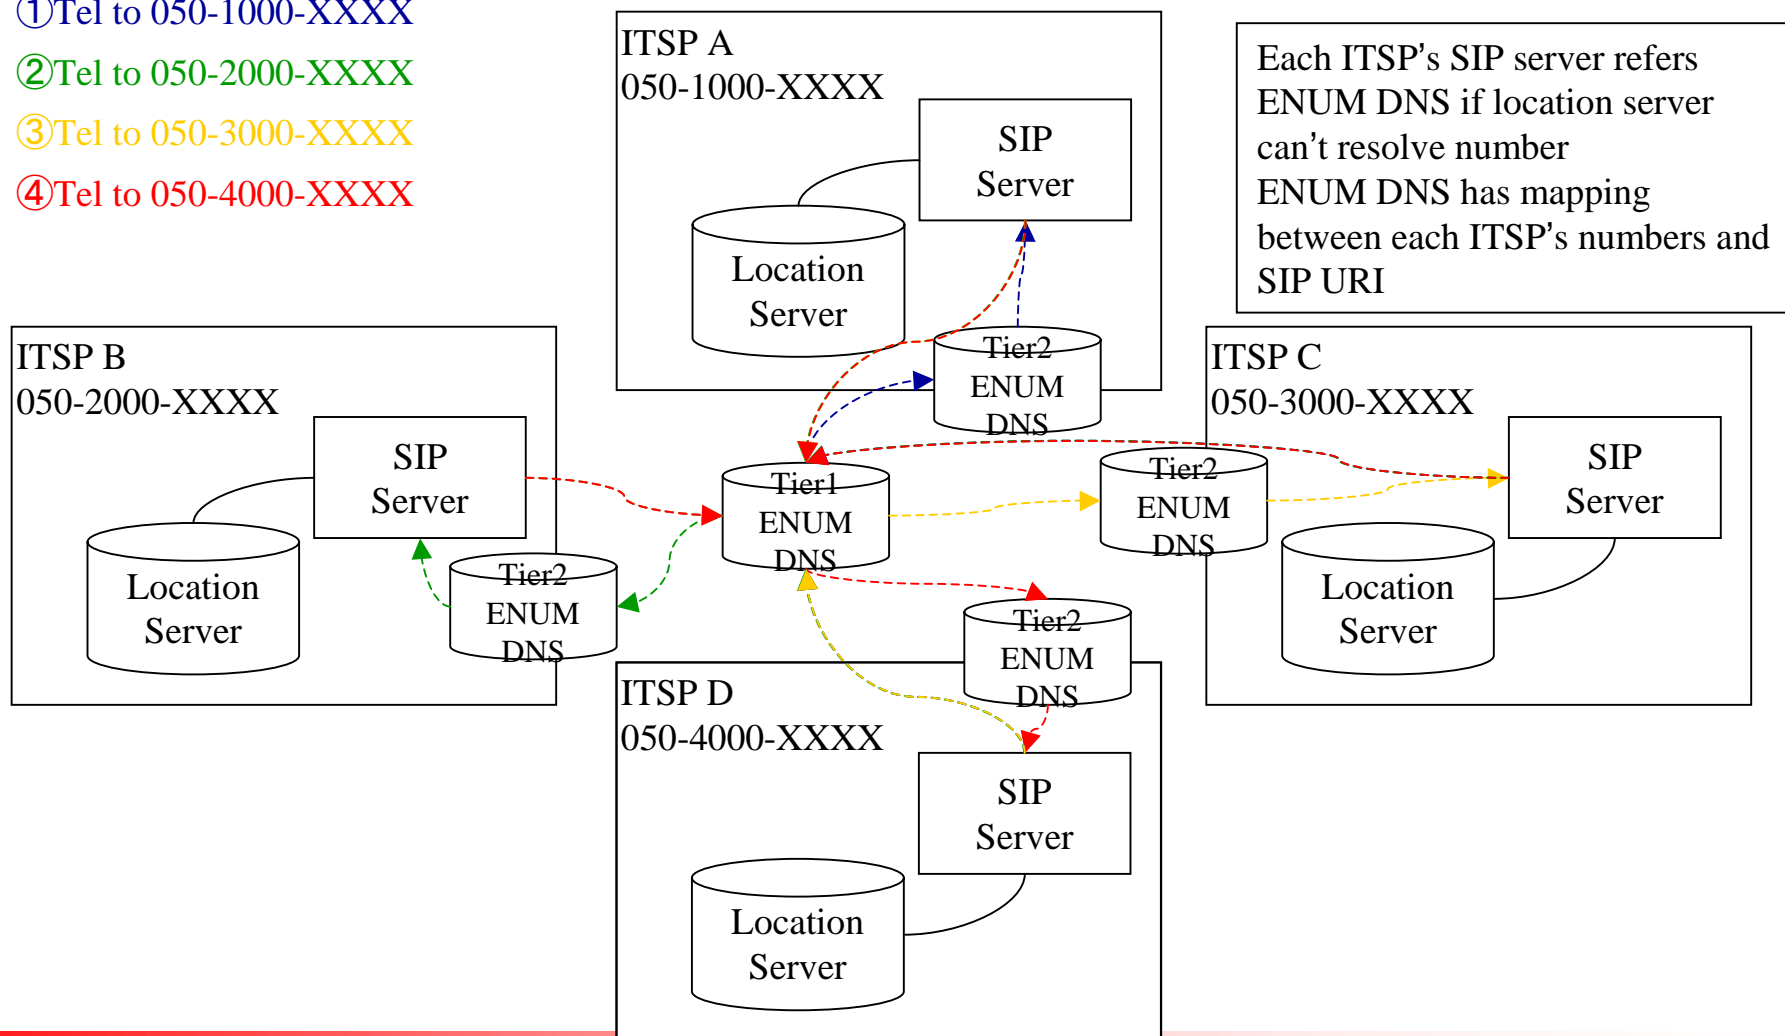 ①Tel to 050-1000-XXXX
②Tel to 050-2000-XXXX
③Tel to 050-3000-XXXX
④Tel to 050-4000-XXXX
ITSP A
050-1000-XXXX
SIP
Server
Location
Server
Tier2
ENUM
DNS
Each ITSP’s SIP server refers
ENUM DNS if location server
can’t resolve number
ENUM DNS has mapping
between each ITSP’s numbers and
SIP URI
ITSP B
050-2000-XXXX
SIP
Server
Location
Server
Tier2
ENUM
DNS
Tier1
ENUM
DNS
ITSP C
050-3000-XXXX
Tier2
ENUM
DNS
SIP
Server
Location
Server
ITSP D
050-4000-XXXX
Tier2
ENUM
DNS
SIP
Server
Location
Server